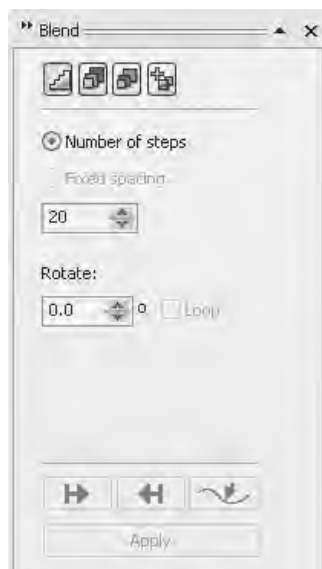 Blend
Number of steps
Fixed spacing
20
Rotate:
0.0 o Loop
Apply